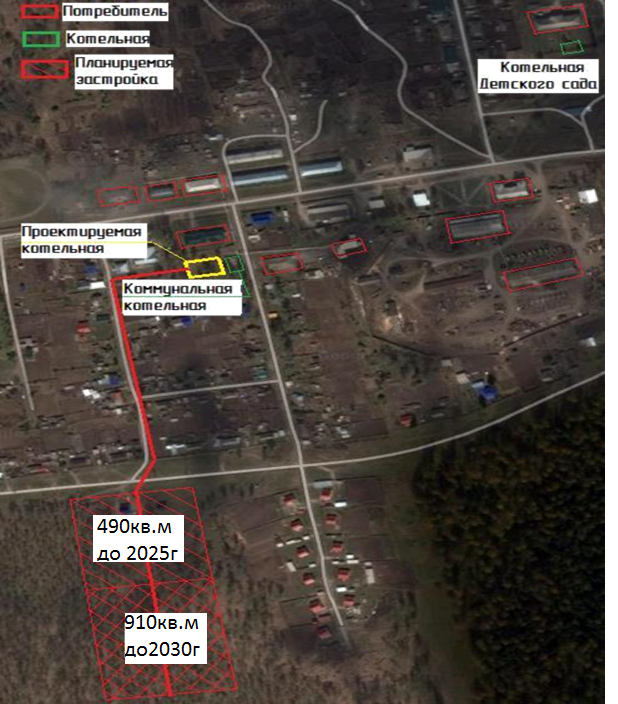 Потребитель
Котельная
Планируемая
застройка
Котельная
Детского сада
Проектируемая
котельная
Коммунальная
котельная
490кв.м
до 2025г
910кв.м
до2030г